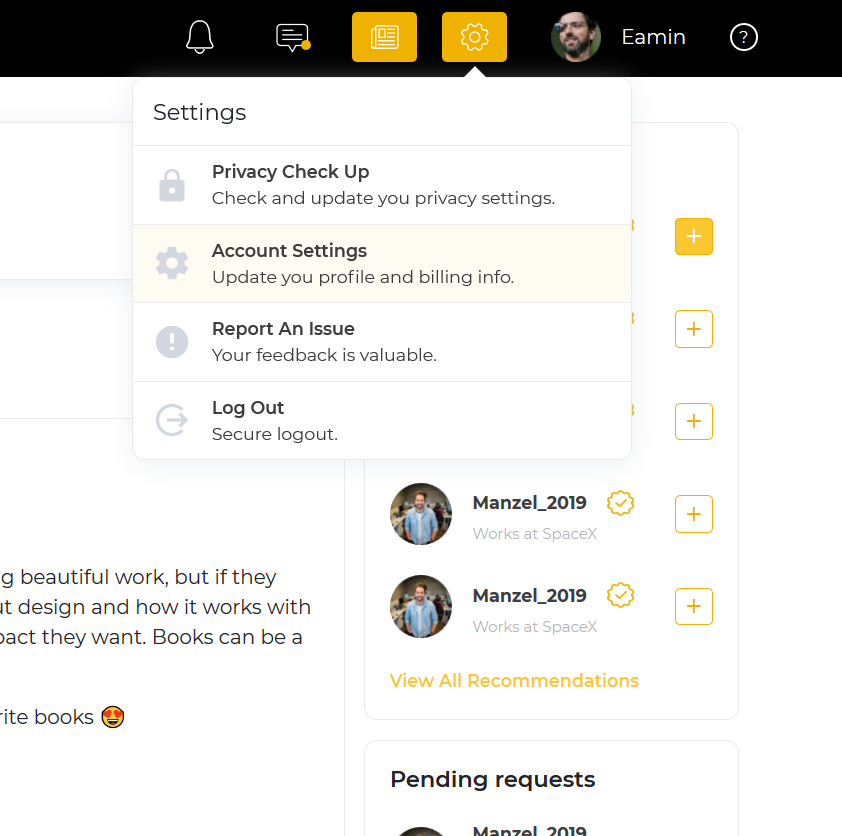 Eamin
?
Settings
Privacy Check Up
Check and update you privacy settings.
Account Settings
Update you profile and billing info.
Report An Issue
Your feedback is valuable.
Log Out
Secure logout.
g beautiful work, but if they
ut design and how it works with
pact they want. Books can be a
rite books 😍
Manzel_2019
Works at SpaceX
Manzel_2019
Works at SpaceX
View All Recommendations
Pending requests
Manzel_2019